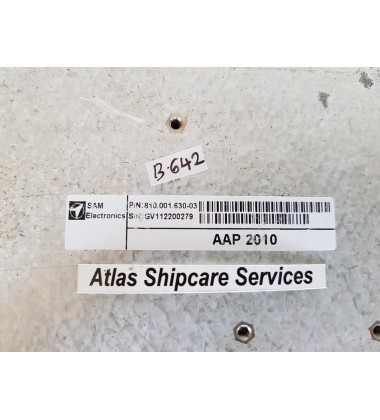 B-642
SAM
Electronics
P/N:810.001.630-03
S/N:GV112200279
AAP 2010
Atlas Shipcare Services